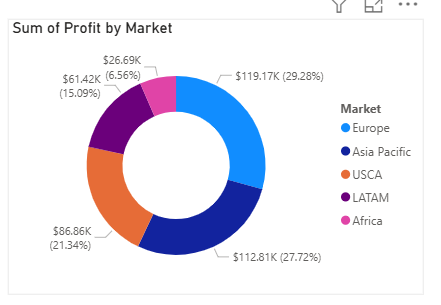 Sum of Profit by Market
$26.69K
(6.56%)
$61.42K
(15.09%)
$119.17K (29.28%)
Market
Europe
Asia Pacific
USCA
LATAM
Africa
$86.86K
(21.34%)
$112.81K (27.72%)